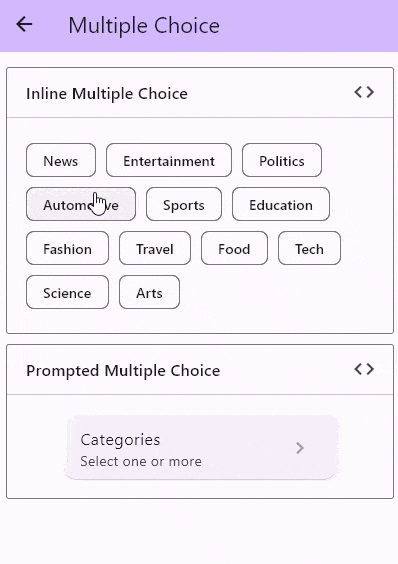 Multiple Choice
Inline Multiple Choice
News Entertainment Politics
Automotive Sports Education
Fashion Travel Food Tech
Science Arts
Prompted Multiple Choice
Categories
Select one or more